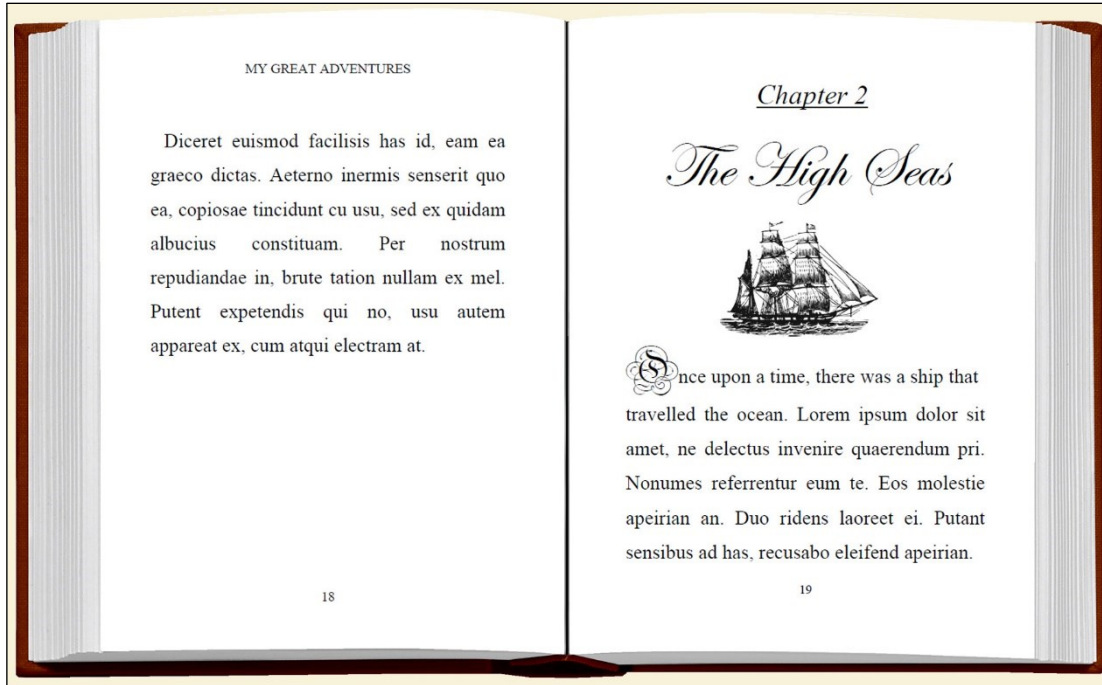 MY GREAT ADVENTURES
Diceret euismod facilisis has id, eam ea
graeco dictas. Aeterno inermis senserit quo
ea, copiosae tincidunt cu usu, sed ex quidam
albucius constituam. Per nostrum
repudiandae in, brute tation nullam ex mel.
Putent expetendis qui no, usu autem
appareat ex, cum atqui electram at.
18
Chapter 2
The High Seas
Once upon a time, there was a ship that
travelled the ocean. Lorem ipsum dolor sit
amet, ne delectus invenire quaerendum pri.
Nonumes referrentur eum te. Eos molestie
apeirian an. Duo ridens laoreet ei. Putant
sensibus ad has, recusabo eleifend apeirian.
19